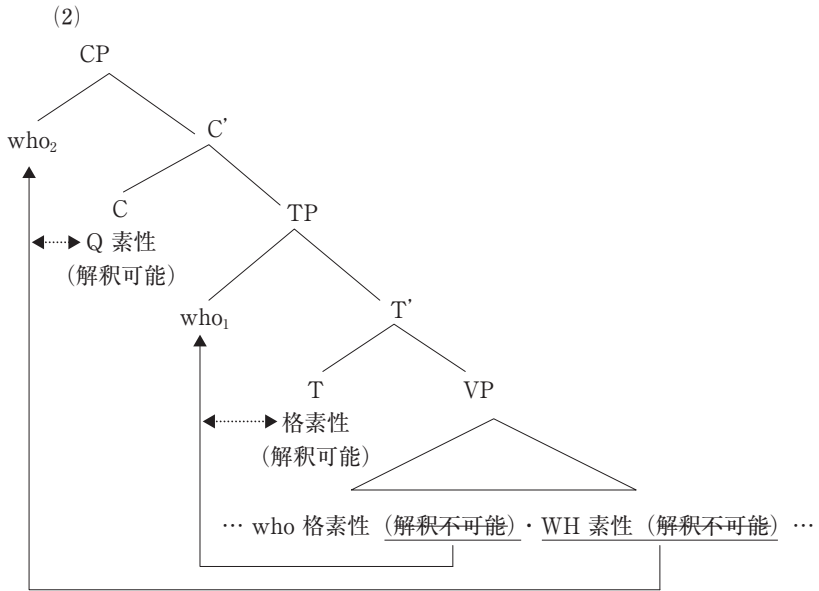 (2)
CP
who₂
C’
C
TP
Q 素性
（解釈可能）
who₁
T’
T
VP
格素性
（解釈可能）
… who 格素性（解釈不可能）・WH 素性（解釈不可能）…